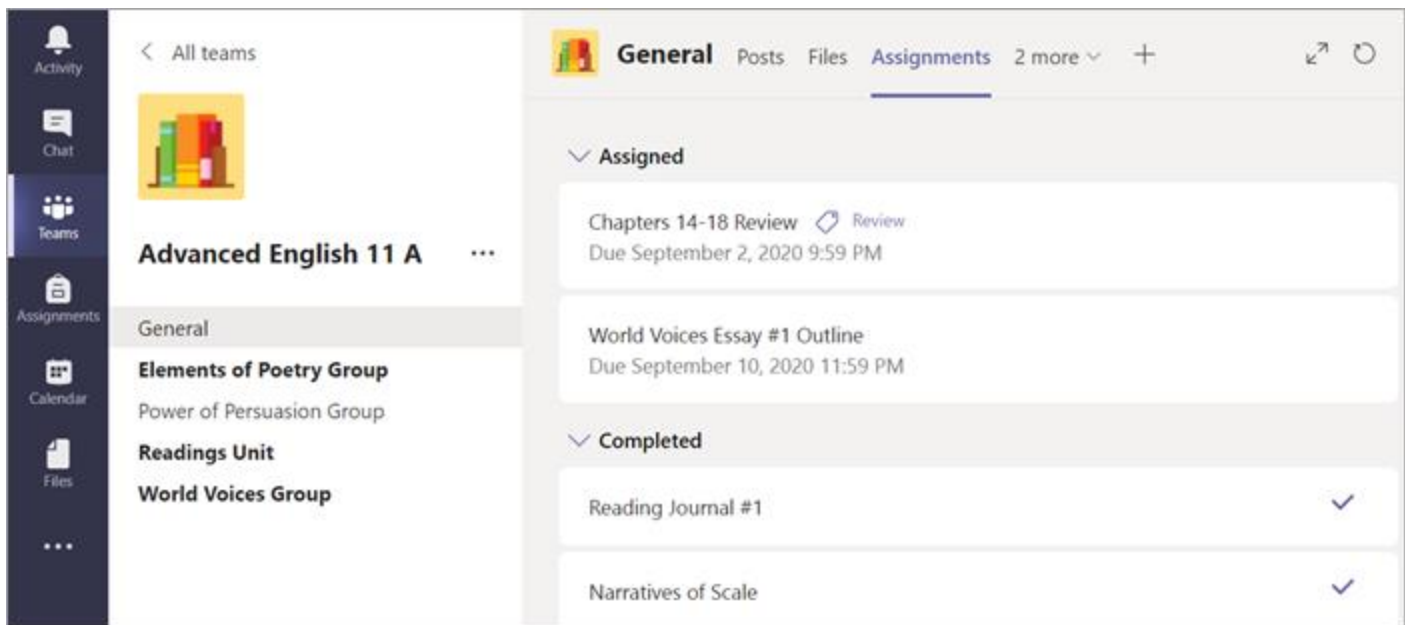 Activity
Chat
Teams
Assignments
Calendar
Files
All teams
Advanced English 11 A
General
Elements of Poetry Group
Power of Persuasion Group
Readings Unit
World Voices Group
General Posts Files Assignments 2 more
Assigned
Chapters 14-18 Review Review
Due September 2, 2020 9:59 PM
World Voices Essay #1 Outline
Due September 10, 2020 11:59 PM
Completed
Reading Journal #1
Narratives of Scale